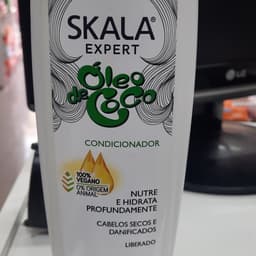 SKALA®
EXPERT
Óleo
de Coco
CONDICIONADOR
100%
VEGANO
0% ORIGEM
ANIMAL
NUTRE
E HIDRATA
PROFUNDAMENTE
CABELOS SECOS E
DANIFICADOS
LIBERADO
LG